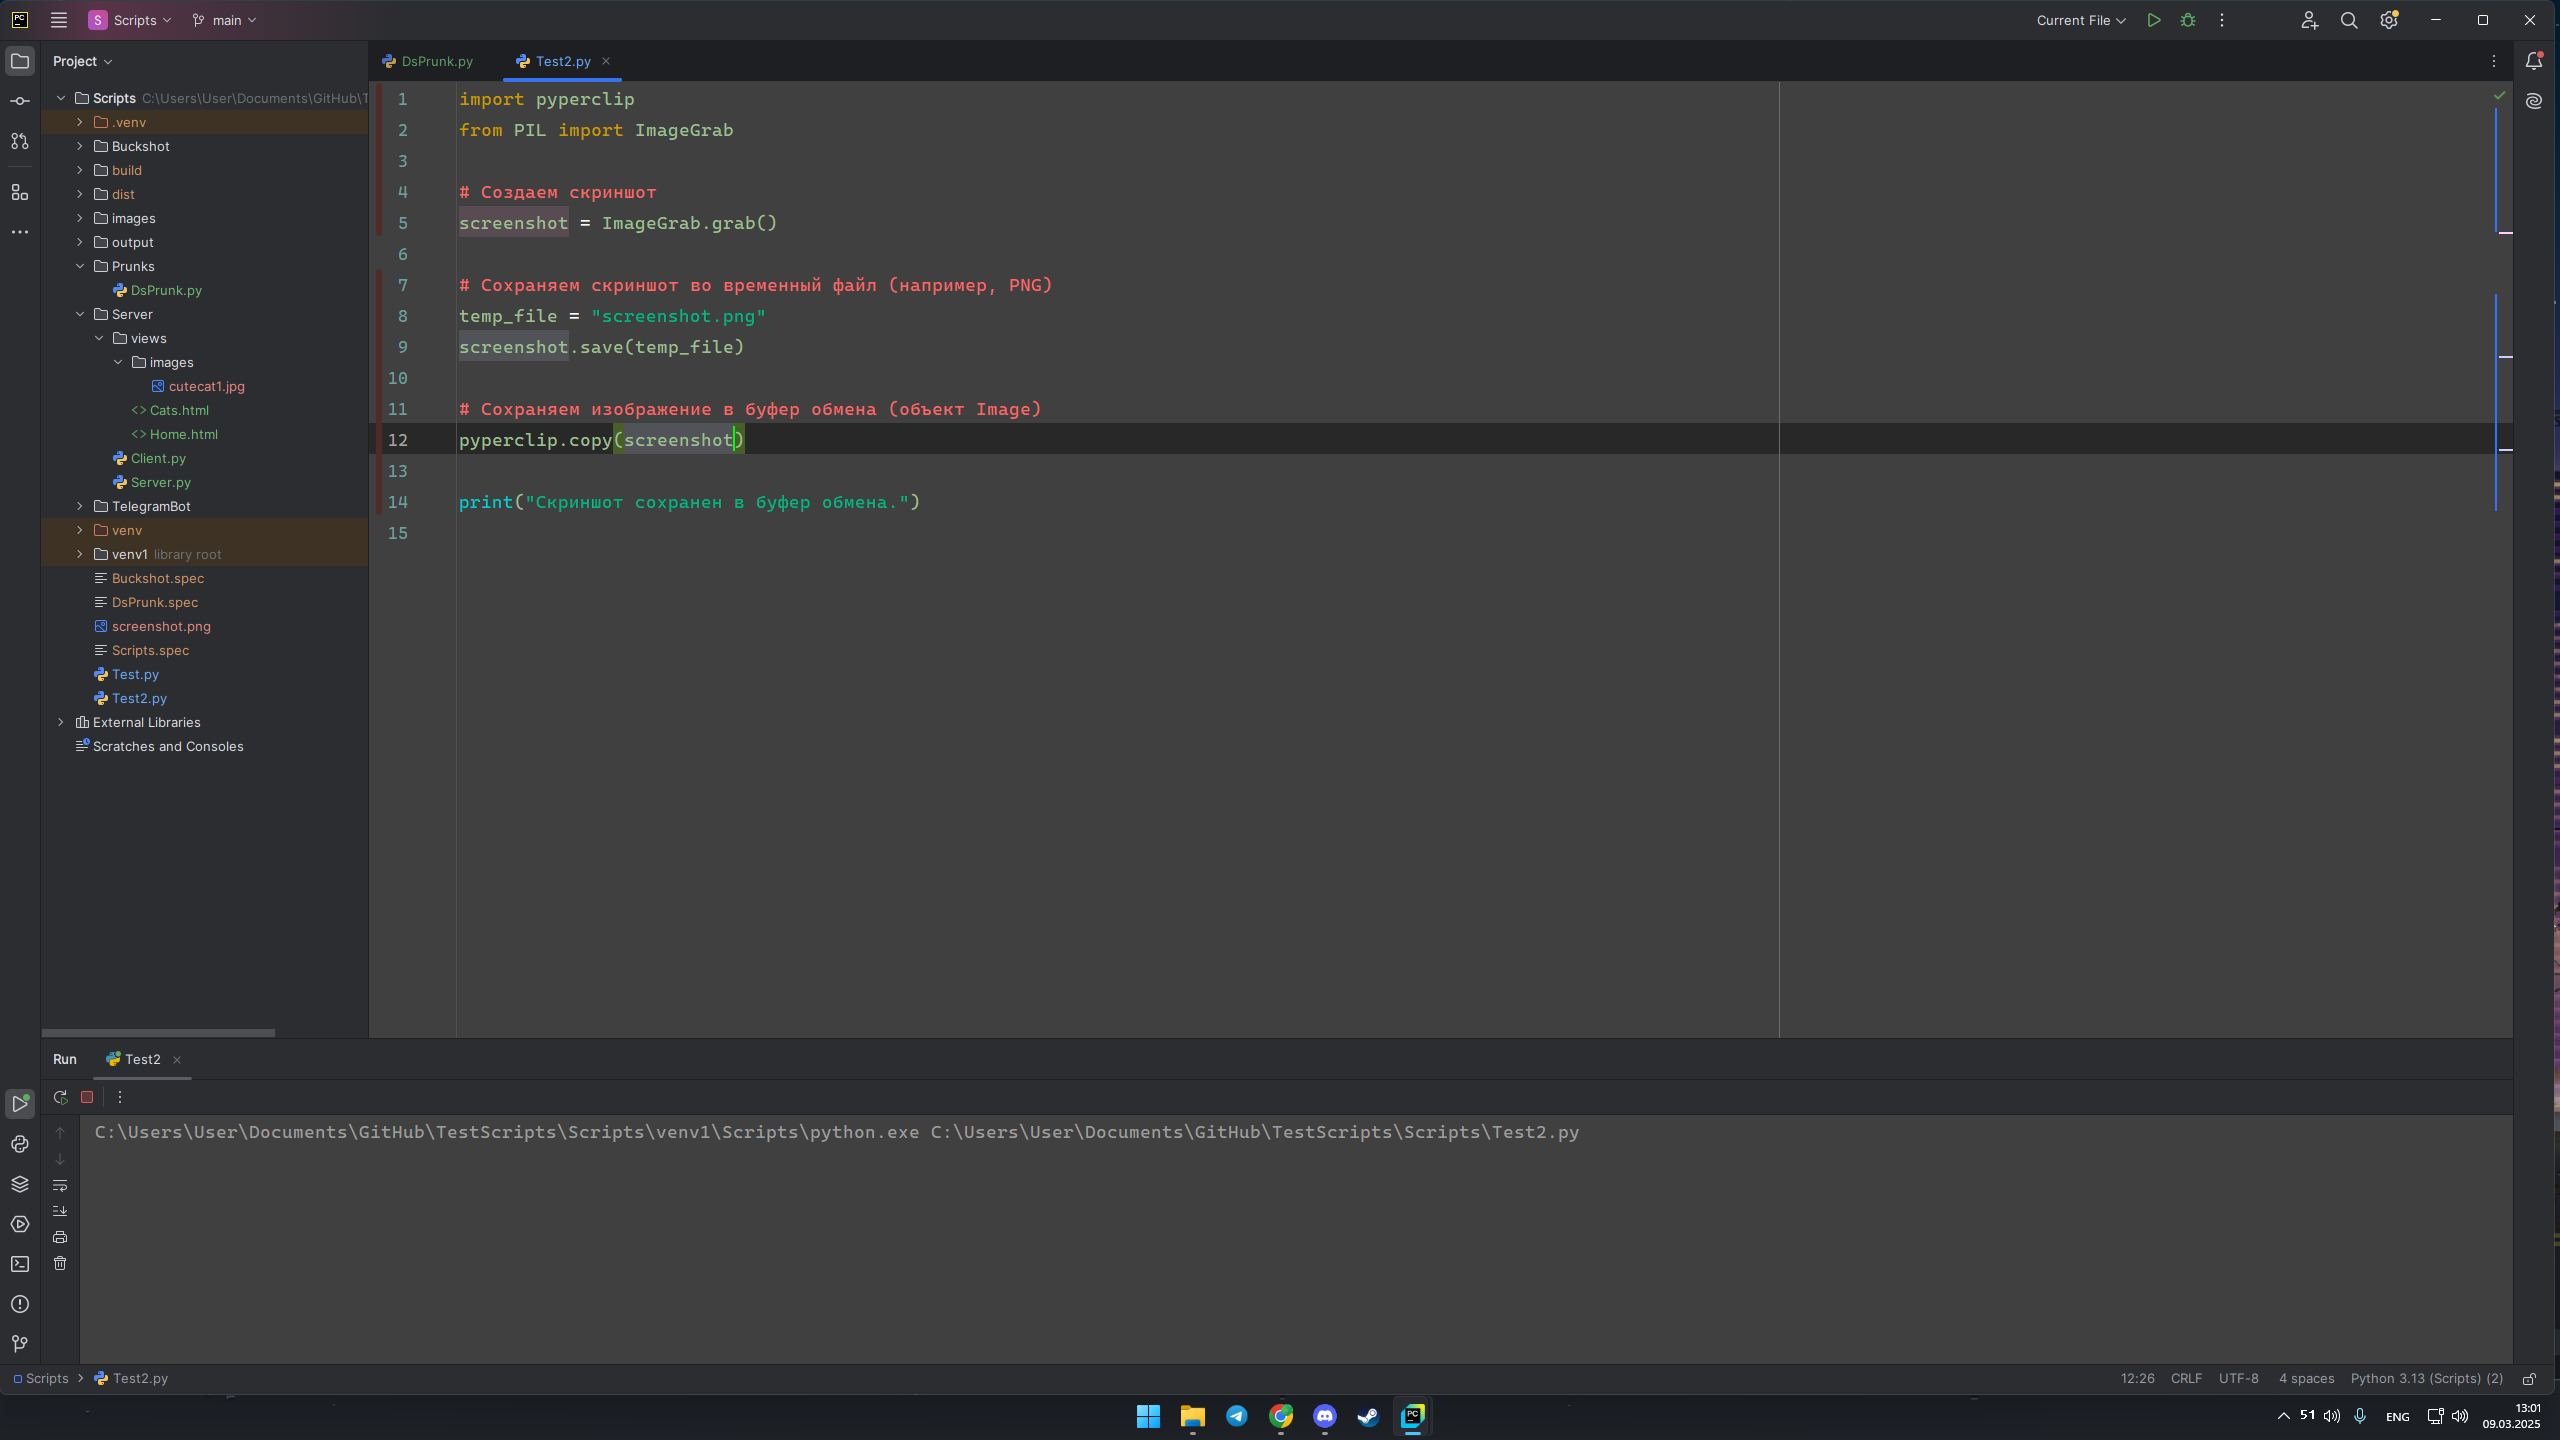 PC
S Scripts main
Current File
Project
DsPrunk.py Test2.py
Scripts C:\Users\User\Documents\GitHub\T
.venv
Buckshot
build
dist
images
output
Prunks
DsPrunk.py
Server
views
images
cutecat1.jpg
Cats.html
Home.html
Client.py
Server.py
TelegramBot
venv
venv1 library root
Buckshot.spec
DsPrunk.spec
screenshot.png
Scripts.spec
Test.py
Test2.py
External Libraries
Scratches and Consoles
1 import pyperclip
2 from PIL import ImageGrab
3
4 # Создаем скриншот
5 screenshot = ImageGrab.grab()
6
7 # Сохраняем скриншот во временный файл (например, PNG)
8 temp_file = "screenshot.png"
9 screenshot.save(temp_file)
10
11 # Сохраняем изображение в буфер обмена (объект Image)
12 pyperclip.copy(screenshot)
13
14 print("Скриншот сохранен в буфер обмена.")
15
Run Test2
C:\Users\User\Documents\GitHub\TestScripts\Scripts\venv1\Scripts\python.exe C:\Users\User\Documents\GitHub\TestScripts\Scripts\Test2.py
Scripts Test2.py
12:26 CRLF UTF-8 4 spaces Python 3.13 (Scripts) (2)
PC
51 ENG
13:01
09.03.2025